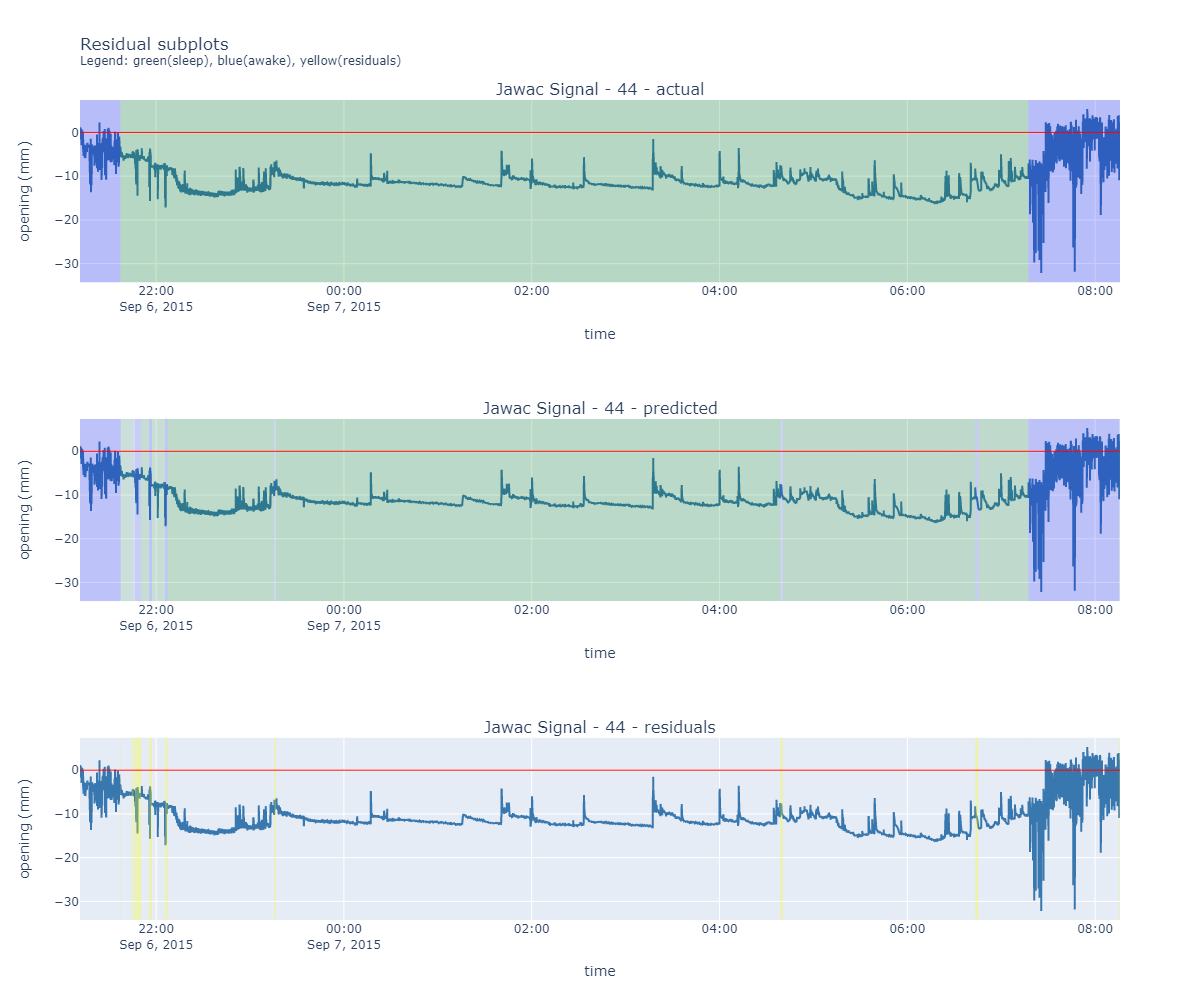 Residual subplots
Legend: green(sleep), blue(awake), yellow(residuals)
Jawac Signal - 44 - actual
0
−10
−20
−30
opening (mm)
22:00
Sep 6, 2015
00:00
Sep 7, 2015
02:00
04:00
06:00
08:00
time
Jawac Signal - 44 - predicted
0
−10
−20
−30
opening (mm)
22:00
Sep 6, 2015
00:00
Sep 7, 2015
02:00
04:00
06:00
08:00
time
Jawac Signal - 44 - residuals
0
−10
−20
−30
opening (mm)
22:00
Sep 6, 2015
00:00
Sep 7, 2015
02:00
04:00
06:00
08:00
time